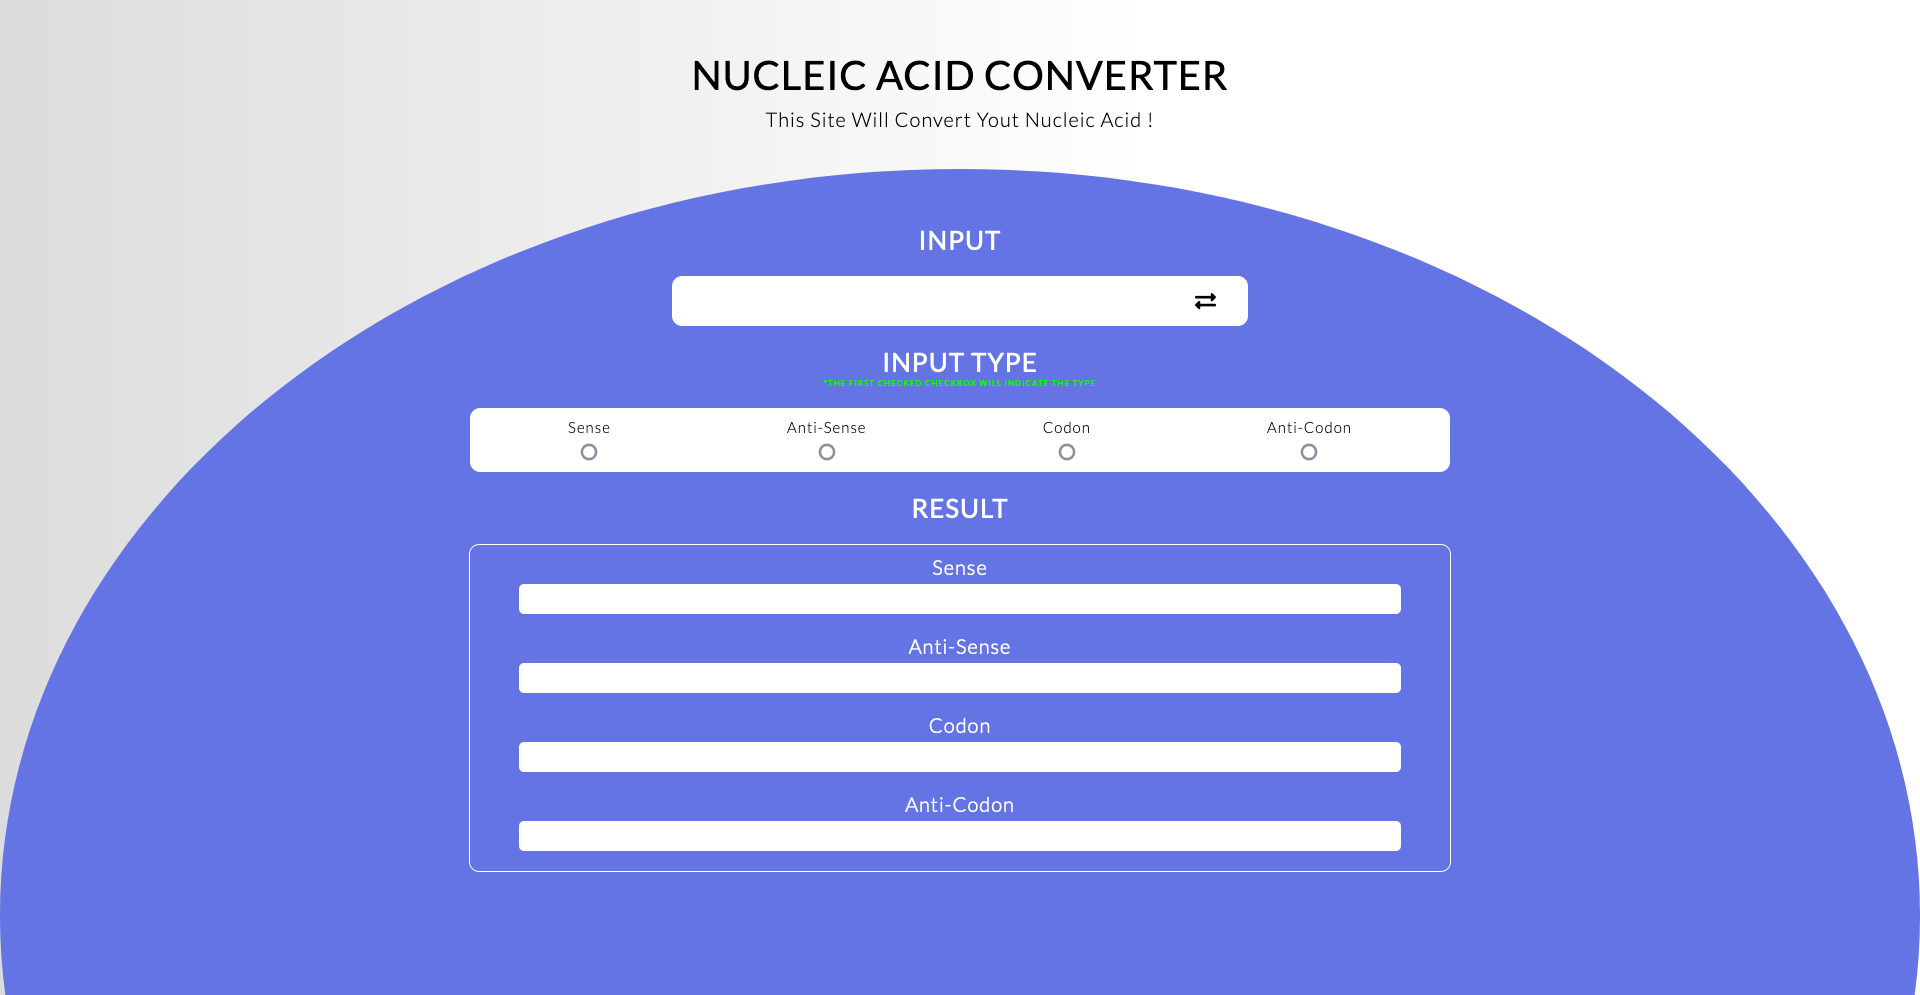 NUCLEIC ACID CONVERTER
This Site Will Convert Yout Nucleic Acid !
INPUT
INPUT TYPE
*THE FIRST CHECKED CHECKBOX WILL INDICATE THE TYPE
Sense Anti-Sense Codon Anti-Codon
RESULT
Sense
Anti-Sense
Codon
Anti-Codon